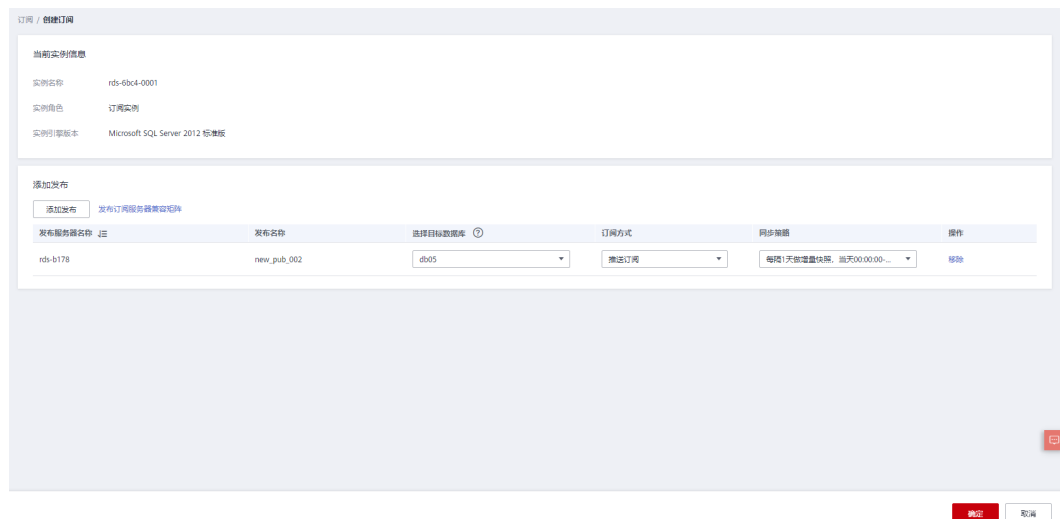 订阅 / 创建订阅
当前实例信息
实例名称 rds-6bc4-0001
实例角色 订阅实例
实例引擎版本 Microsoft SQL Server 2012 标准版
添加发布
添加发布 发布订阅服务器兼容矩阵
发布服务器名称 发布名称 选择目标数据库 订阅方式 同步策略 操作
rds-b178 new_pub_002 db05 推送订阅 每隔1天做增量快照，当天00:00:00-... 移除
确定 取消